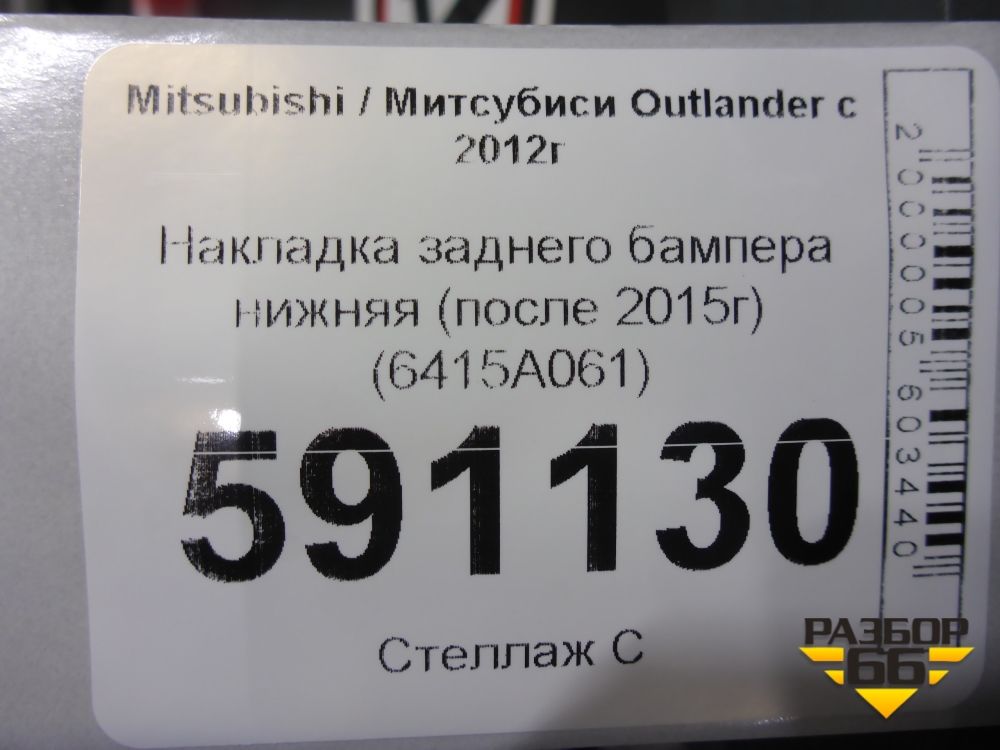 Mitsubishi / Митсубиси Outlander с
2012г
Накладка заднего бампера
нижняя (после 2015г)
(6415A061)
591130
Стеллаж С
2000005603440
РАЗБОР
66